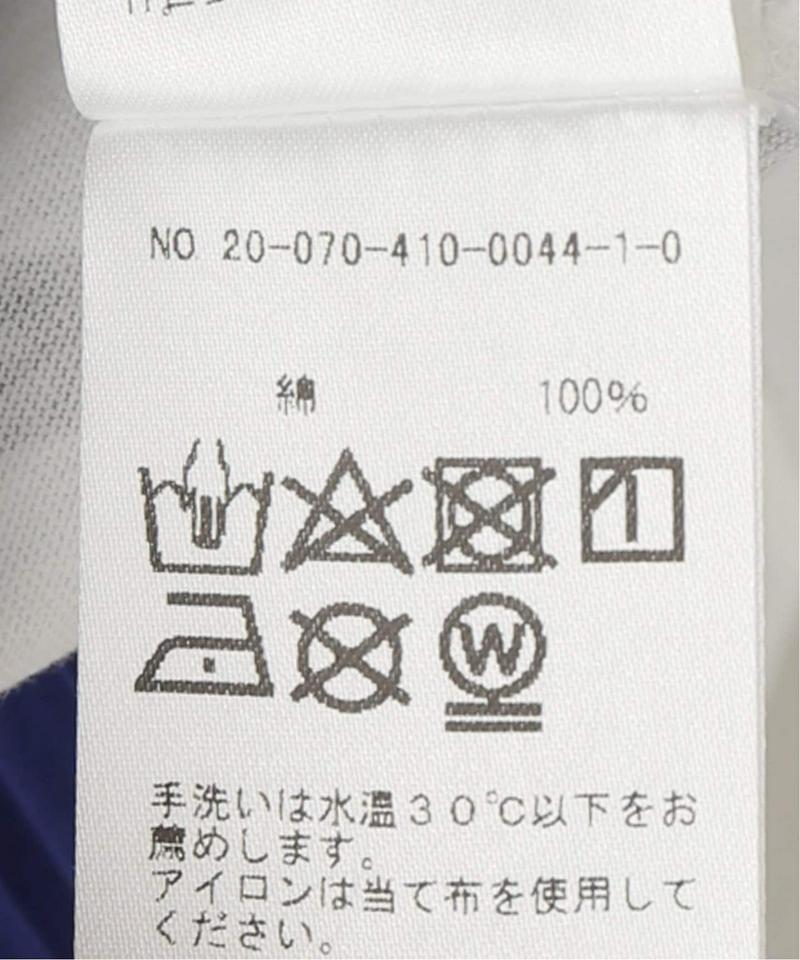 NO 20-070-410-0044-1-0
綿 100%
W
手洗いは水温30℃以下をお
薦めします。
アイロンは当て布を使用して
ください。